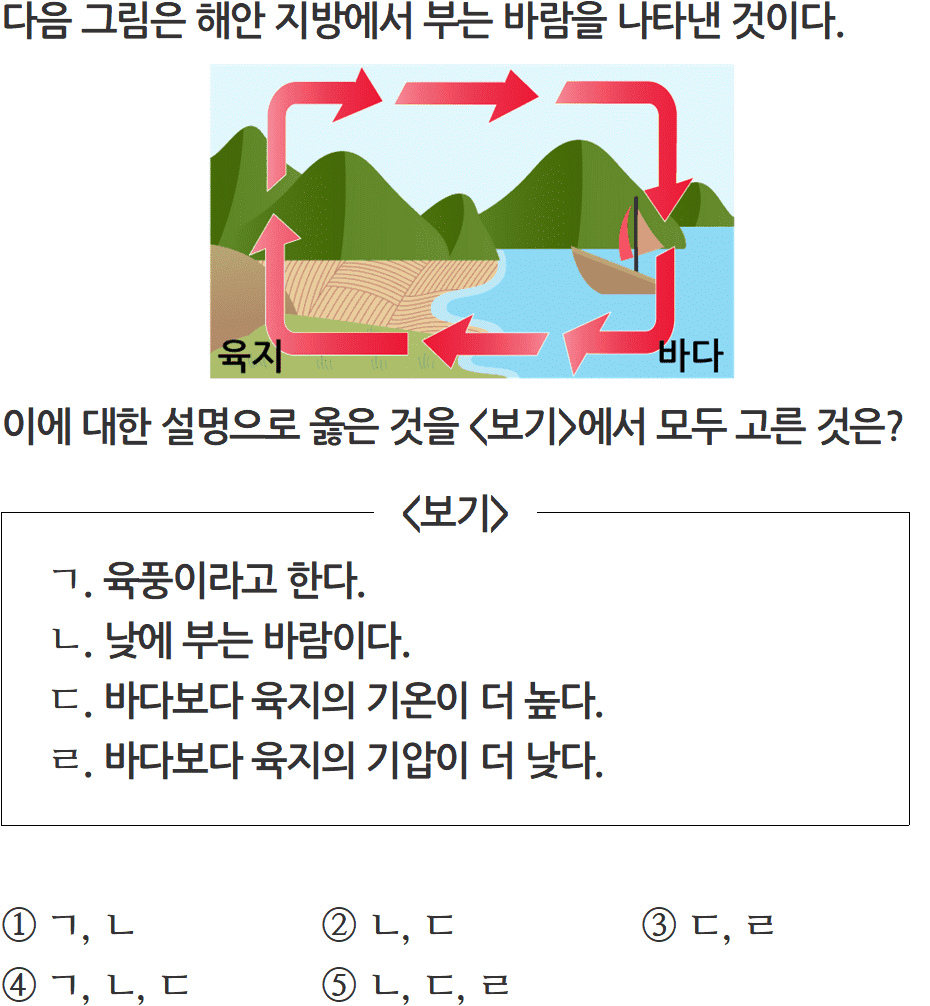 다음 그림은 해안 지방에서 부는 바람을 나타낸 것이다.
육지 바다
이에 대한 설명으로 옳은 것을 <보기>에서 모두 고른 것은?
<보기>
ㄱ. 육풍이라고 한다.
ㄴ. 낮에 부는 바람이다.
ㄷ. 바다보다 육지의 기온이 더 높다.
ㄹ. 바다보다 육지의 기압이 더 낮다.
① ㄱ, ㄴ ② ㄴ, ㄷ ③ ㄷ, ㄹ
④ ㄱ, ㄴ, ㄷ ⑤ ㄴ, ㄷ, ㄹ